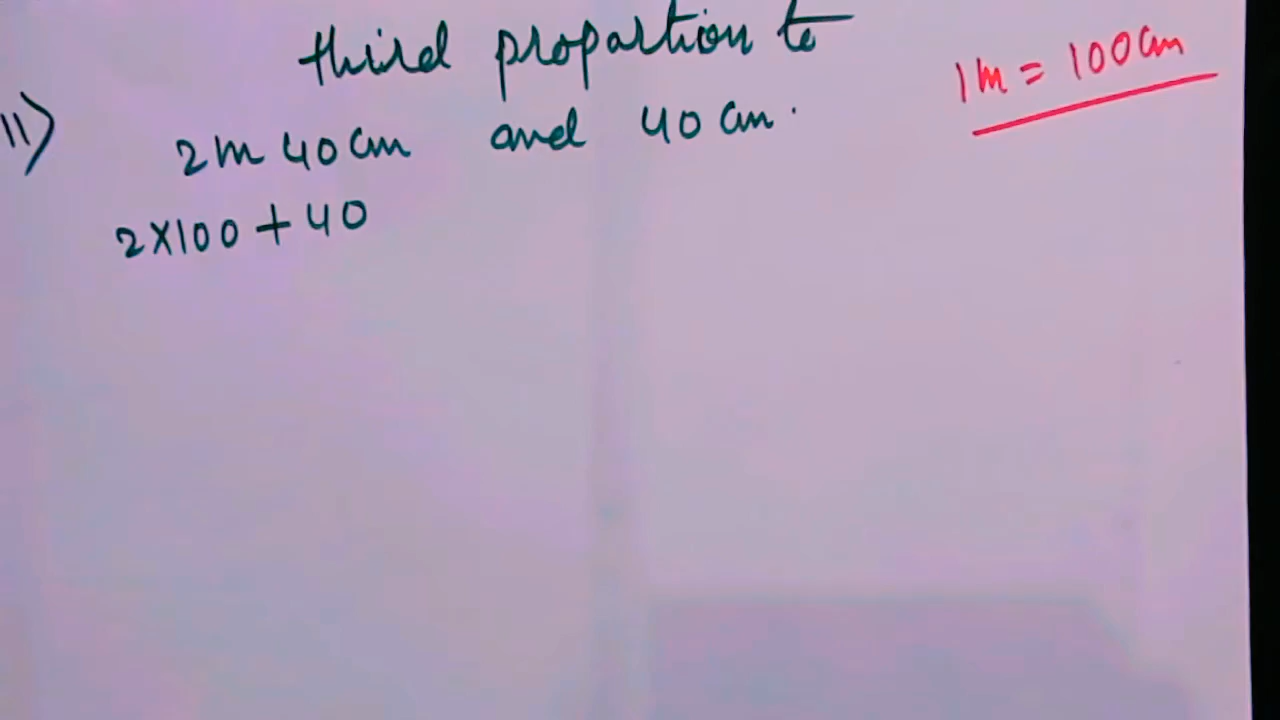 third proportion to
1m = 100cm
11) 2m 40cm and 40cm.
2×100+40